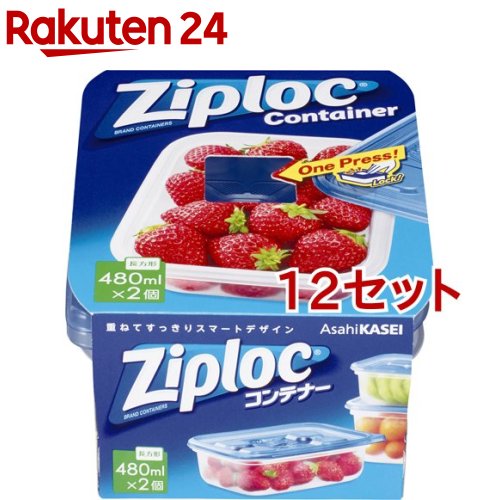 Rakuten 24
Ziploc®
BRAND CONTAINERS
Container
One Press!
Lock!
長方形
480ml
×2個
12セット
重ねてすっきりスマートデザイン
AsahiKASEI
Ziploc®
BRAND CONTAINERS
コンテナー
長方形
480ml
×2個